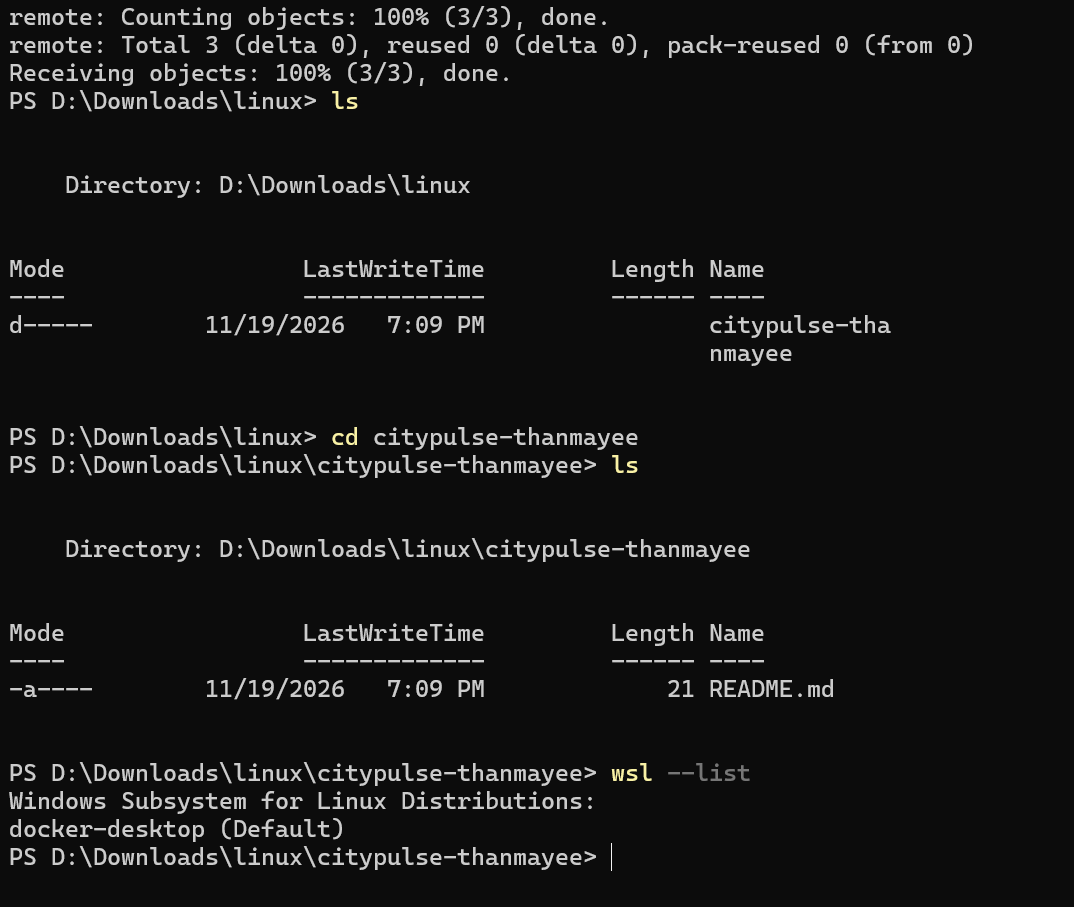 remote: Counting objects: 100% (3/3), done.
remote: Total 3 (delta 0), reused 0 (delta 0), pack-reused 0 (from 0)
Receiving objects: 100% (3/3), done.
PS D:\Downloads\linux> ls
Directory: D:\Downloads\linux
Mode                 LastWriteTime         Length Name
----                 -------------         ------ ----
d-----        11/19/2026   7:09 PM                citypulse-tha
nmayee
PS D:\Downloads\linux> cd citypulse-thanmayee
PS D:\Downloads\linux\citypulse-thanmayee> ls
Directory: D:\Downloads\linux\citypulse-thanmayee
Mode                 LastWriteTime         Length Name
----                 -------------         ------ ----
-a----        11/19/2026   7:09 PM             21 README.md
PS D:\Downloads\linux\citypulse-thanmayee> wsl --list
Windows Subsystem for Linux Distributions:
docker-desktop (Default)
PS D:\Downloads\linux\citypulse-thanmayee>